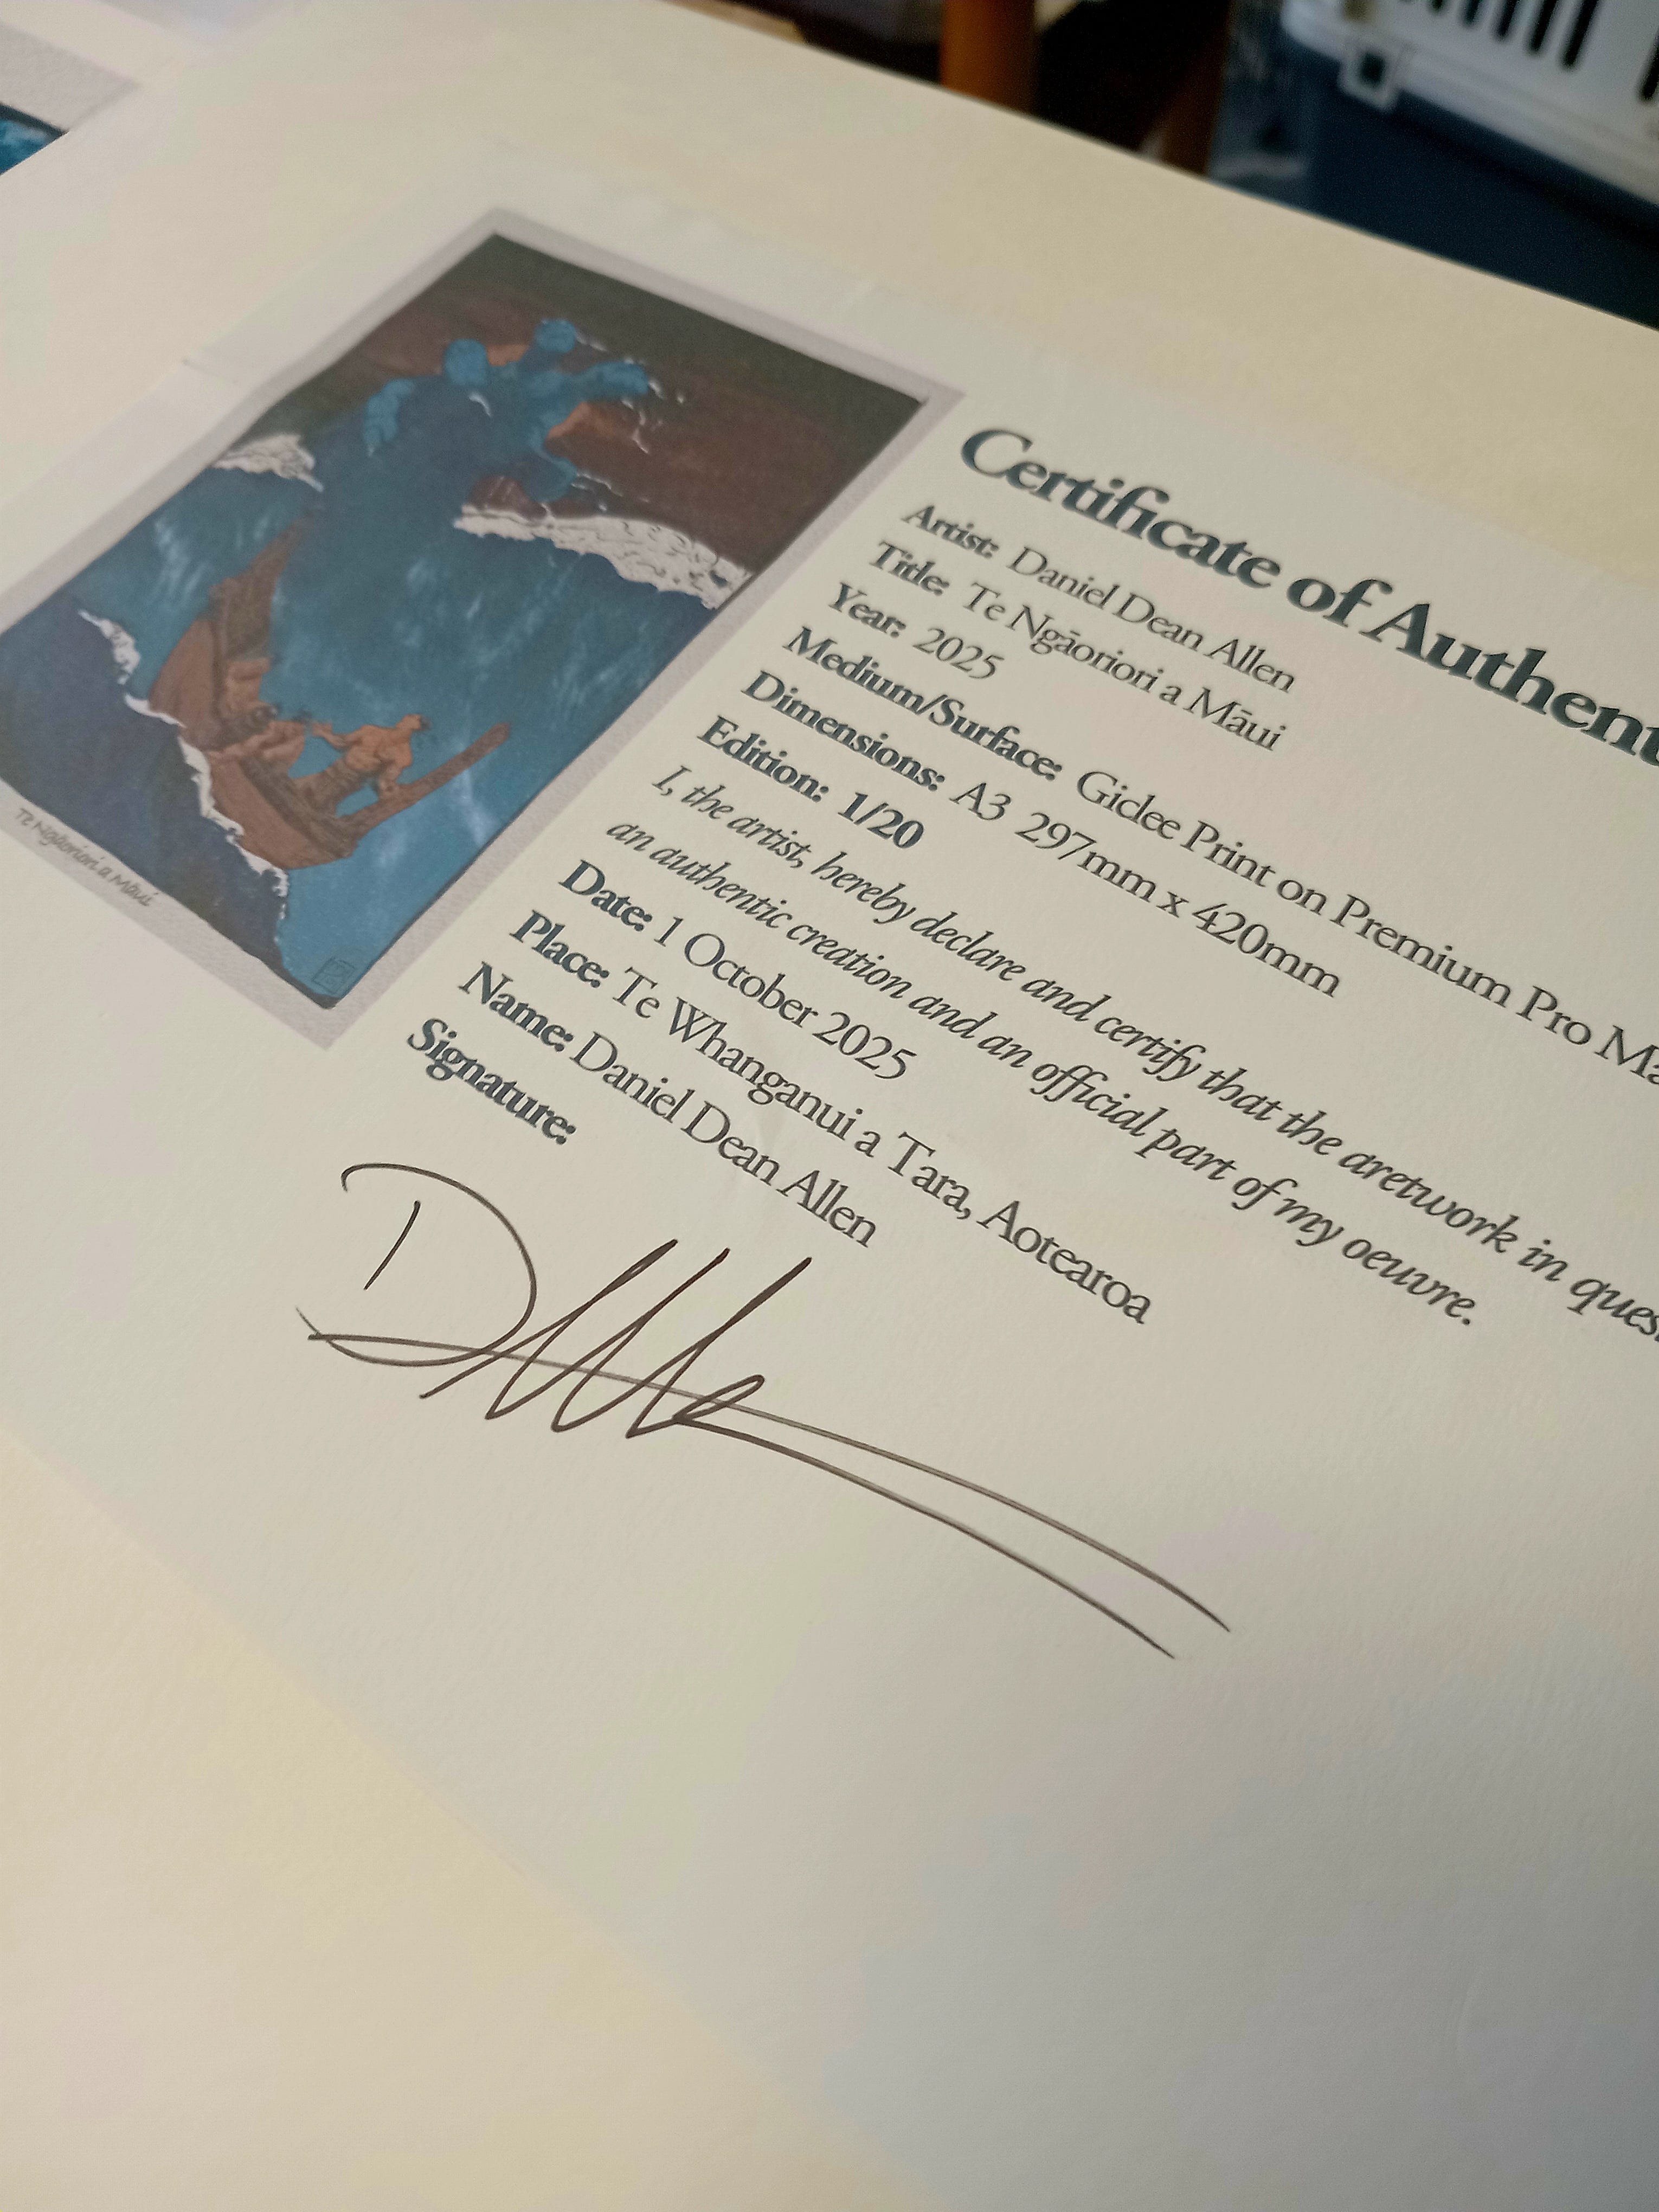 Certificate of Authent
Artist: Daniel Dean Allen
Title: Te Ngāoriori a Māui
Year: 2025
Medium/Surface: Giclee Print on Premium Pro Ma
Dimensions: A3 297mm x 420mm
Edition: 1/20
I, the artist, hereby declare and certify that the aretwork in ques
an authentic creation and an official part of my oeuvre.
Date: 1 October 2025
Place: Te Whanganui a Tara, Aotearoa
Name: Daniel Dean Allen
Signature:
Te Ngāoriori a Māui